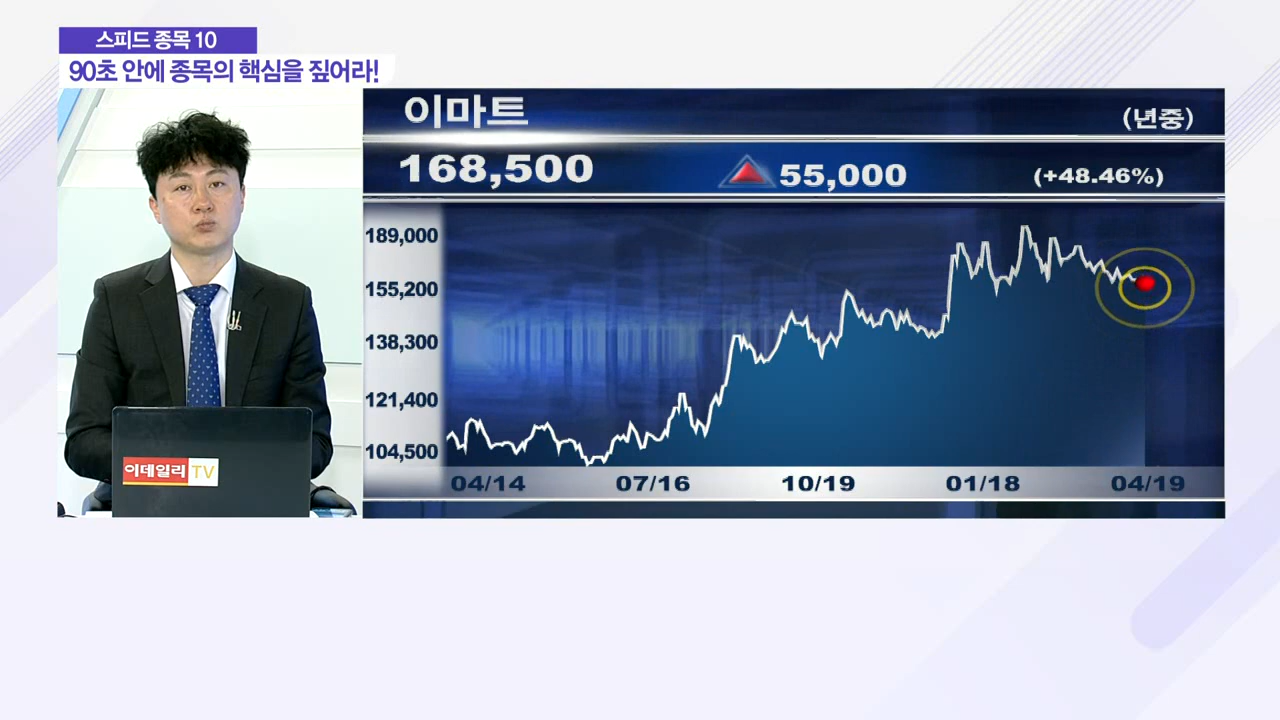 스피드 종목 10
90초 안에 종목의 핵심을 짚어라!
이마트
(년중)
168,500
55,000
(+48.46%)
189,000
155,200
138,300
121,400
104,500
04/14
07/16
10/19
01/18
04/19
이데일리 TV